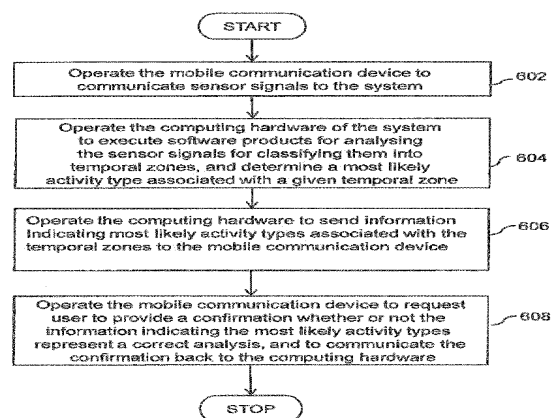 START
Operate the mobile communication device to
communicate sensor signals to the system
602
Operate the computing hardware of the system
to execute software products for analysing
the sensor signals for classifying them into
temporal zones, and determine a most likely
activity type associated with a given temporal zone
604
Operate the computing hardware to send information
Indicating most likely activity types associated with the
temporal zones to the mobile communication device
606
Operate the mobile communication device to request
user to provide a confirmation whether or not the
information indicating the most likely activity types
represent a correct analysis, and to communicate the
confirmation back to the computing hardware
608
STOP